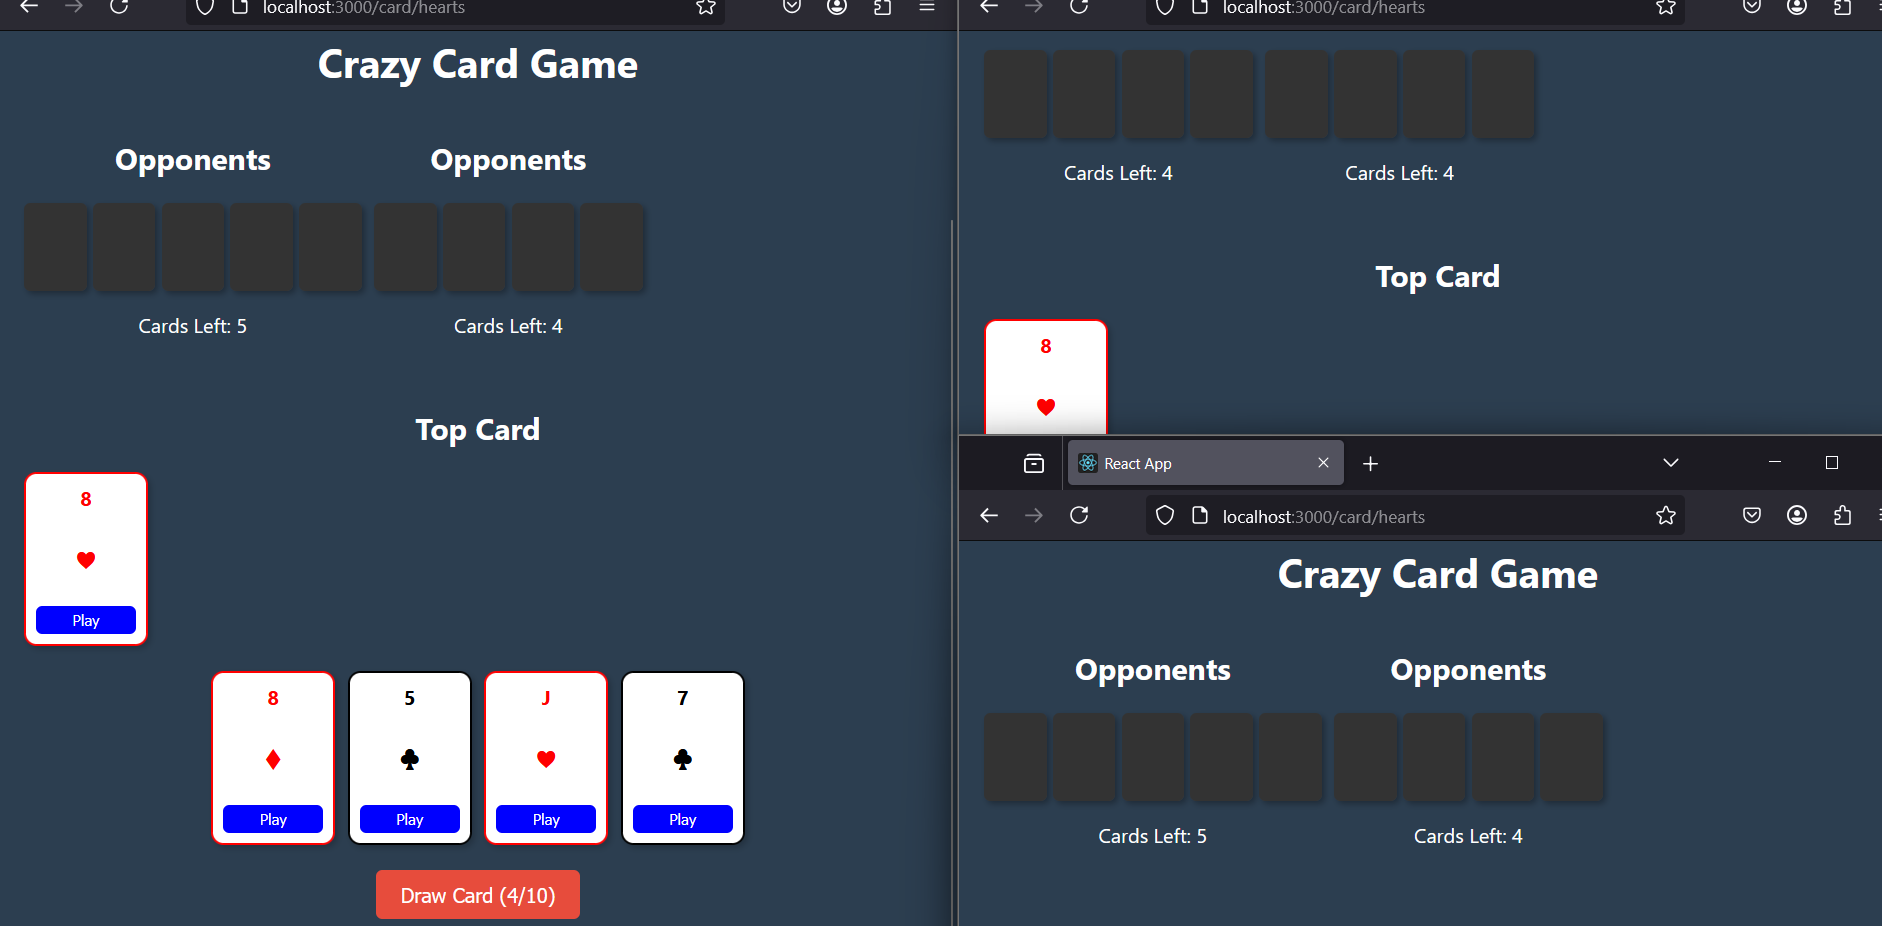 localhost:3000/card/hearts
Crazy Card Game
Opponents
Opponents
Cards Left: 5
Cards Left: 4
Top Card
8
♥
Play
8
♦
Play
5
♣
Play
J
♥
Play
7
♣
Play
Draw Card (4/10)
localhost:3000/card/hearts
Cards Left: 4
Cards Left: 4
Top Card
8
♥
React App
localhost:3000/card/hearts
Crazy Card Game
Opponents
Opponents
Cards Left: 5
Cards Left: 4